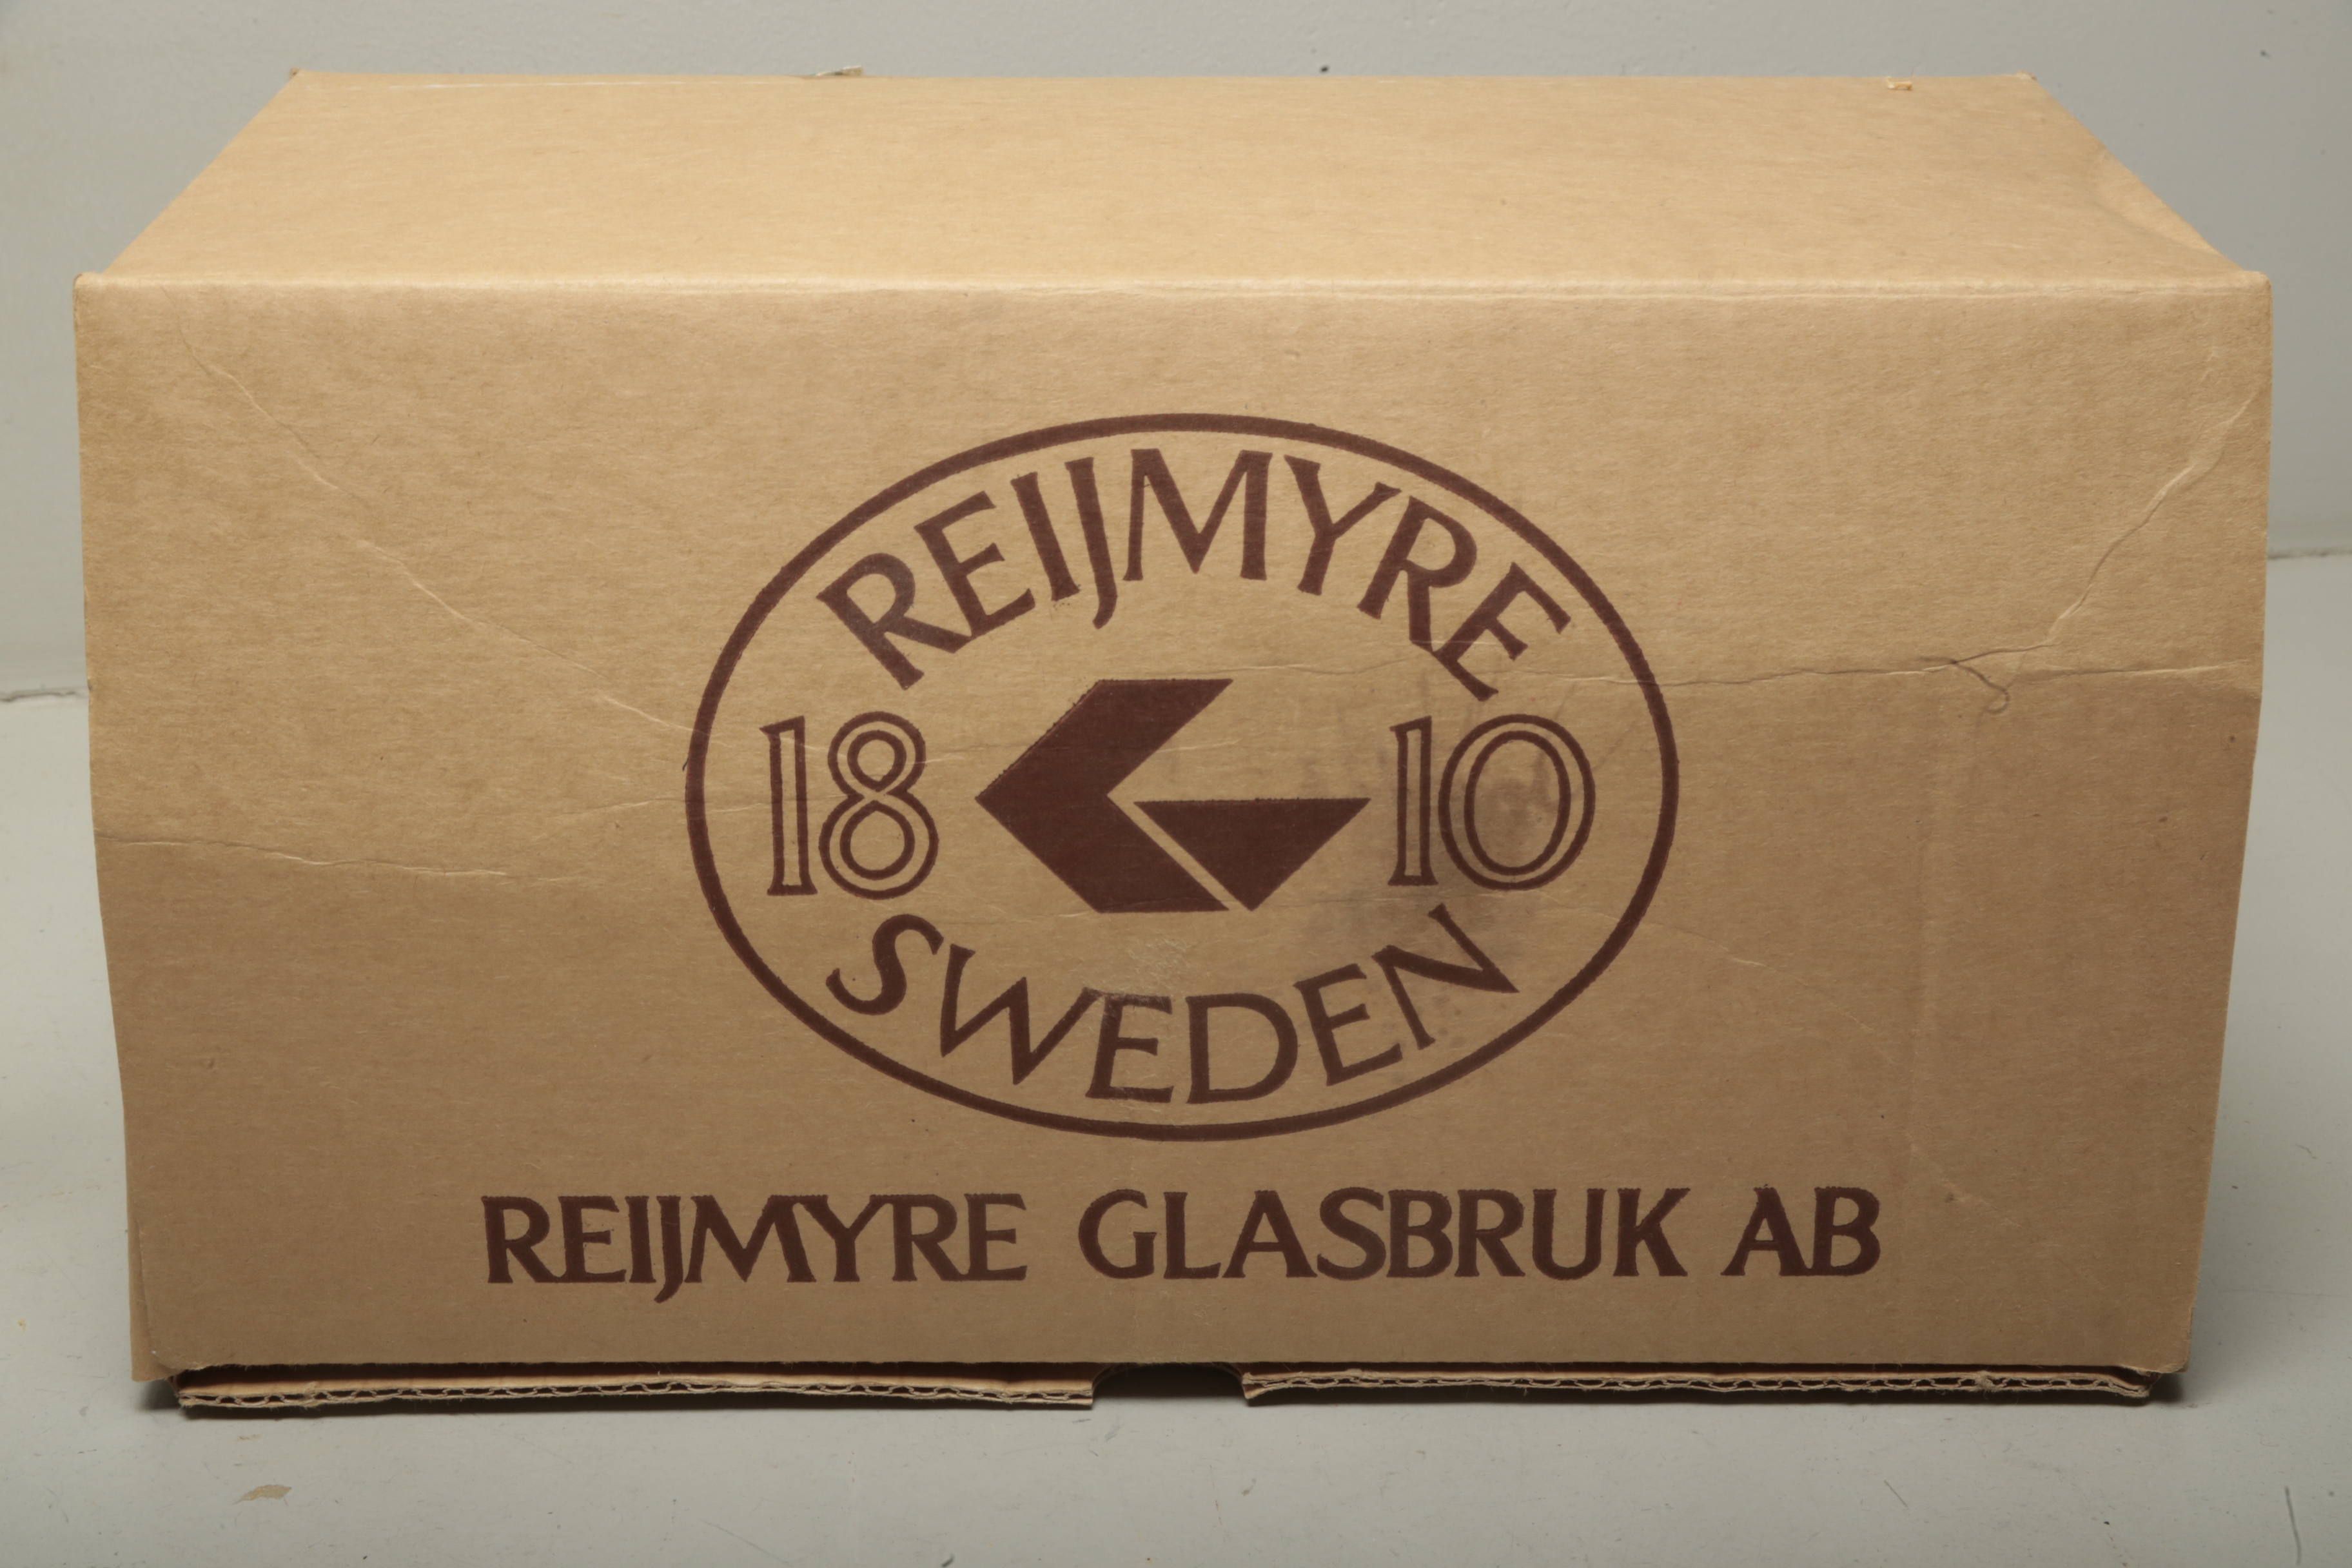 REIJMYRE
18 10
SWEDEN
REIJMYRE GLASBRUK AB